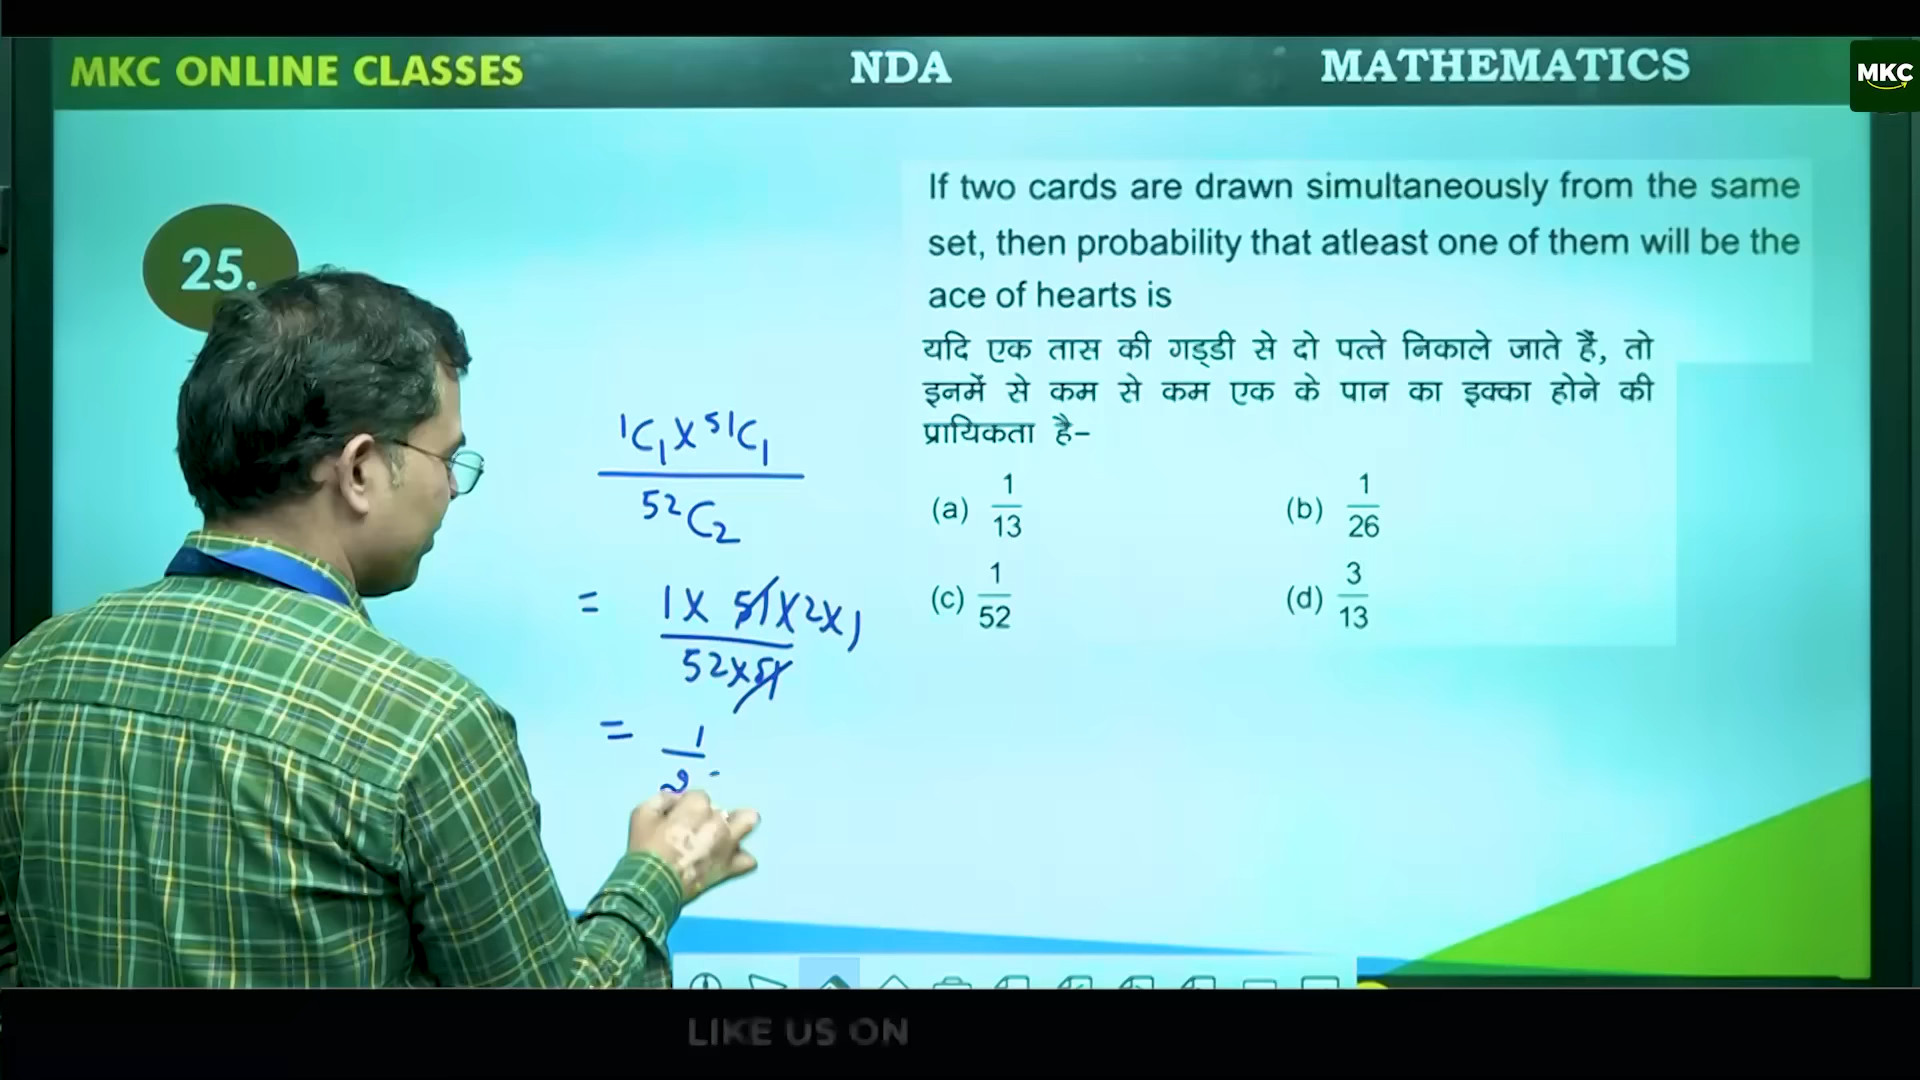 MKC ONLINE CLASSES NDA MATHEMATICS MKC
25.
If two cards are drawn simultaneously from the same
set, then probability that atleast one of them will be the
ace of hearts is
यदि एक तास की गड्डी से दो पत्ते निकाले जाते हैं, तो
इनमें से कम से कम एक के पान का इक्का होने की
प्रायिकता है–
(a) 1/13 (b) 1/26
(c) 1/52 (d) 3/13
¹C₁ X ⁵¹C₁
⁵²C₂
= 1 X 51 X 2 X 1
52 X 51
= 1
2
LIKE US ON